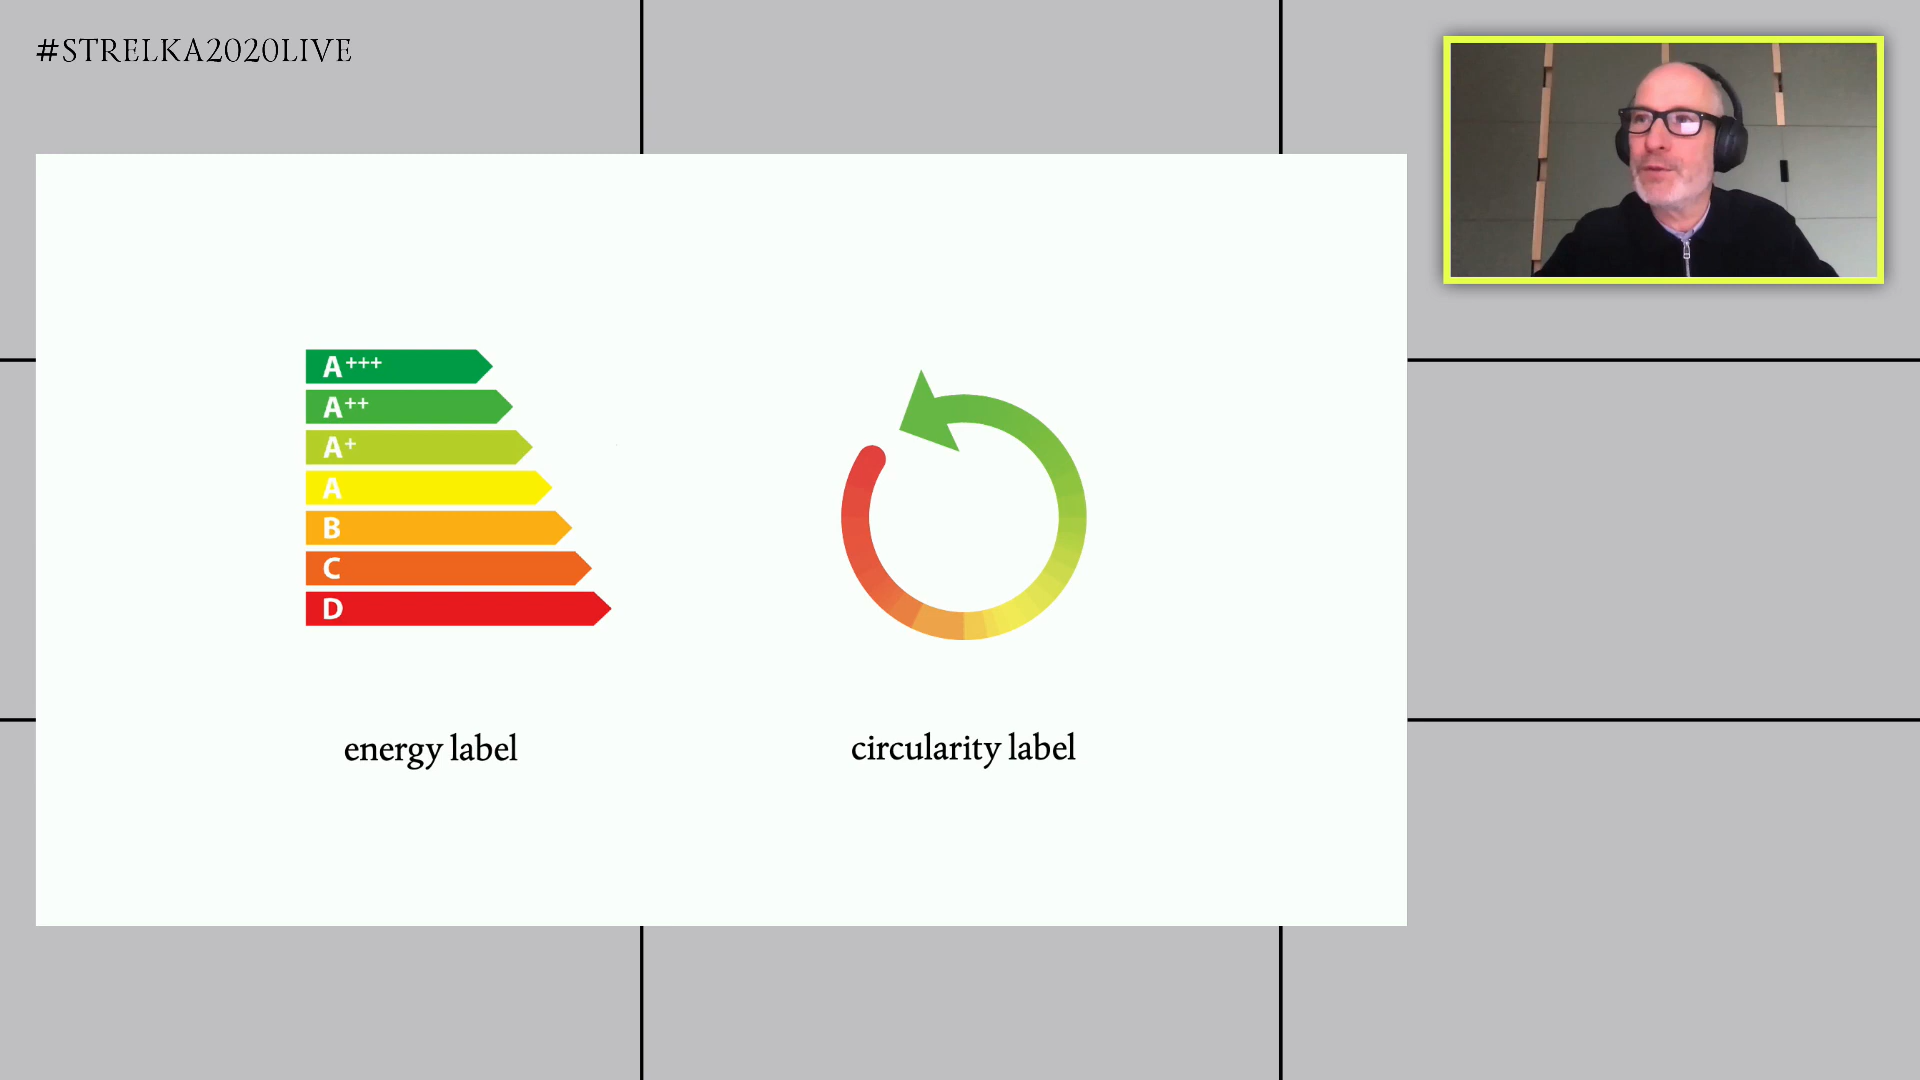 #STRELKA2020LIVE
A+++
A++
A+
A
B
C
D
energy label
circularity label